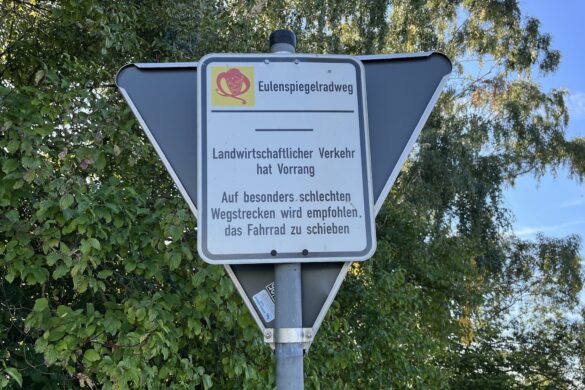 Eulenspiegelradweg
Landwirtschaftlicher Verkehr
hat Vorrang
Auf besonders schlechten
Wegstrecken wird empfohlen,
das Fahrrad zu schieben